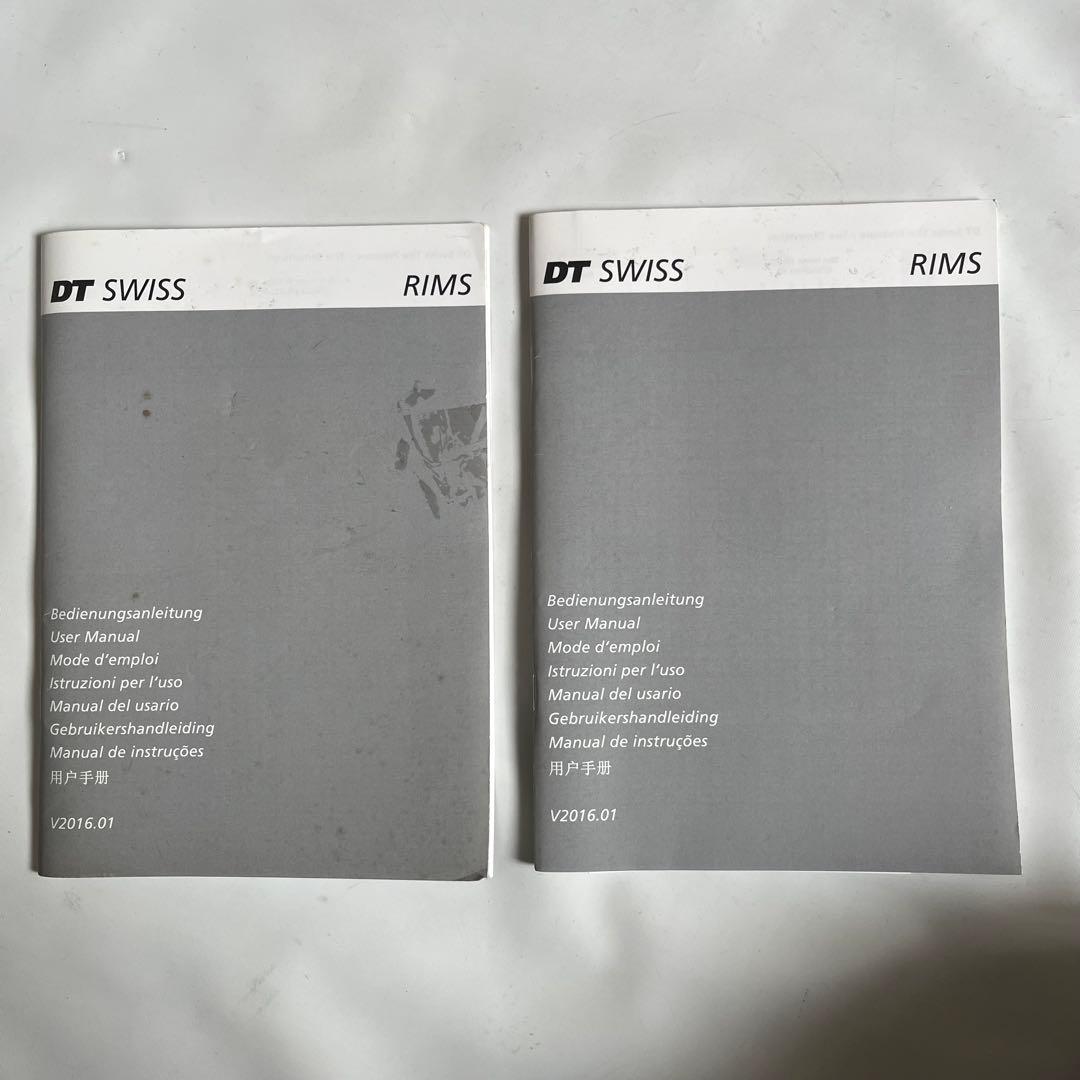 DT SWISS RIMS
Bedienungsanleitung
User Manual
Mode d'emploi
Istruzioni per l'uso
Manual del usario
Gebruikershandleiding
Manual de instruções
用户手册
V2016.01
DT SWISS RIMS
Bedienungsanleitung
User Manual
Mode d'emploi
Istruzioni per l'uso
Manual del usario
Gebruikershandleiding
Manual de instruções
用户手册
V2016.01